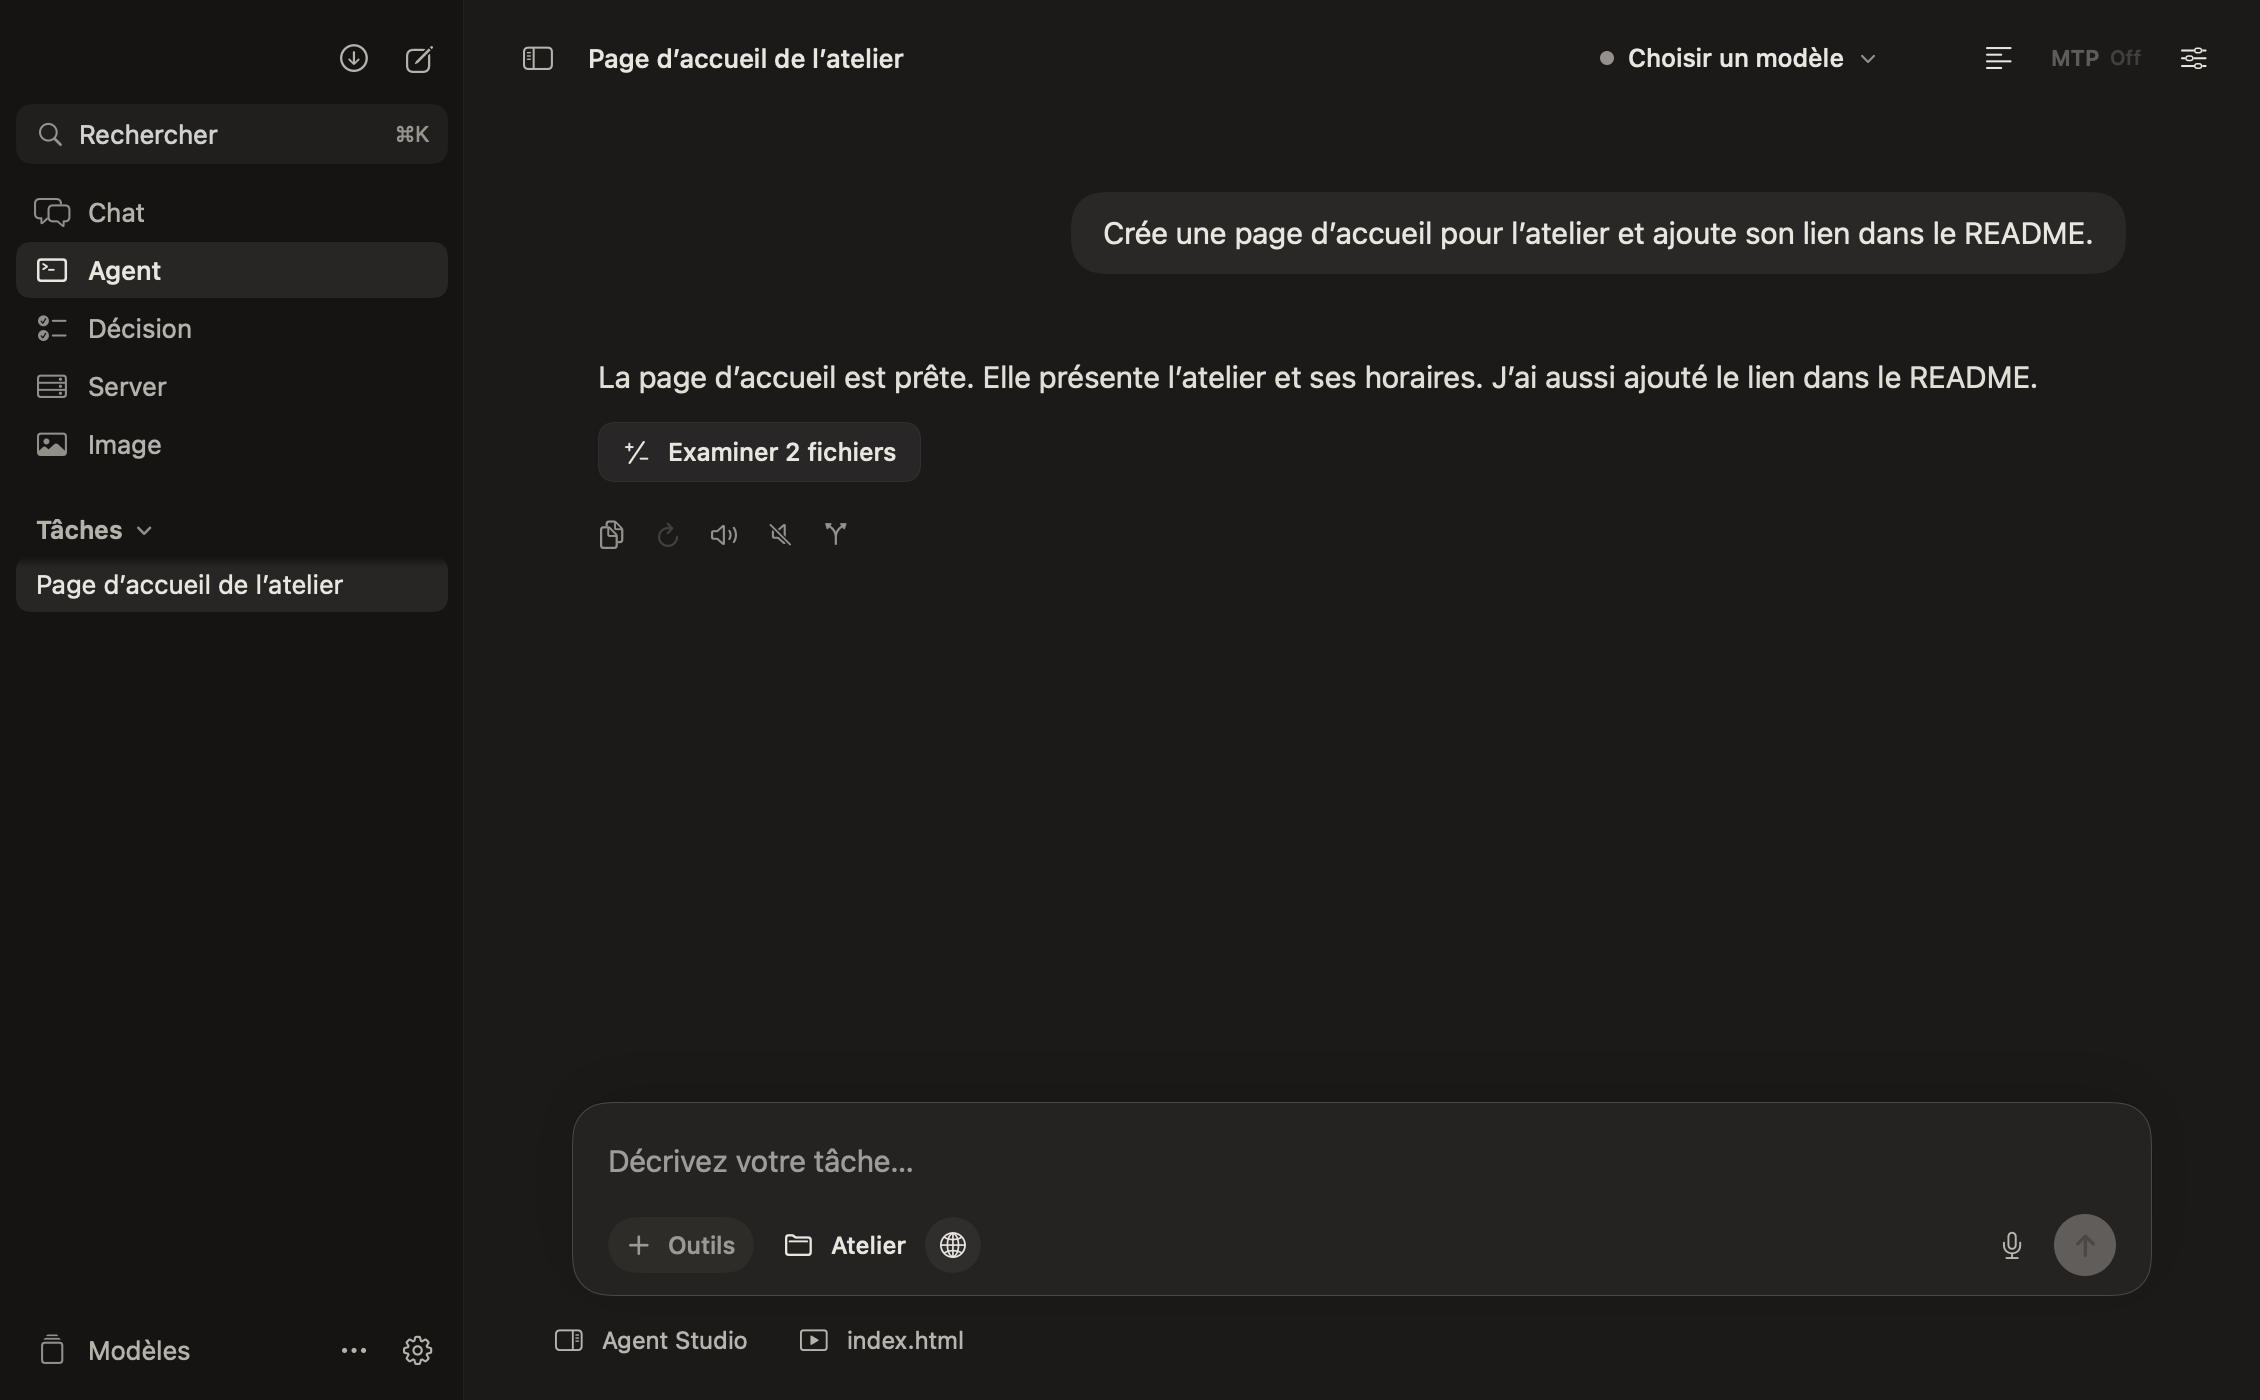 Rechercher ⌘K
Chat
Agent
Décision
Server
Image
Tâches
Page d’accueil de l’atelier
Modèles
Page d’accueil de l’atelier
Choisir un modèle
MTP Off
Crée une page d’accueil pour l’atelier et ajoute son lien dans le README.
La page d’accueil est prête. Elle présente l’atelier et ses horaires. J’ai aussi ajouté le lien dans le README.
Examiner 2 fichiers
Décrivez votre tâche...
Outils Atelier
Agent Studio index.html